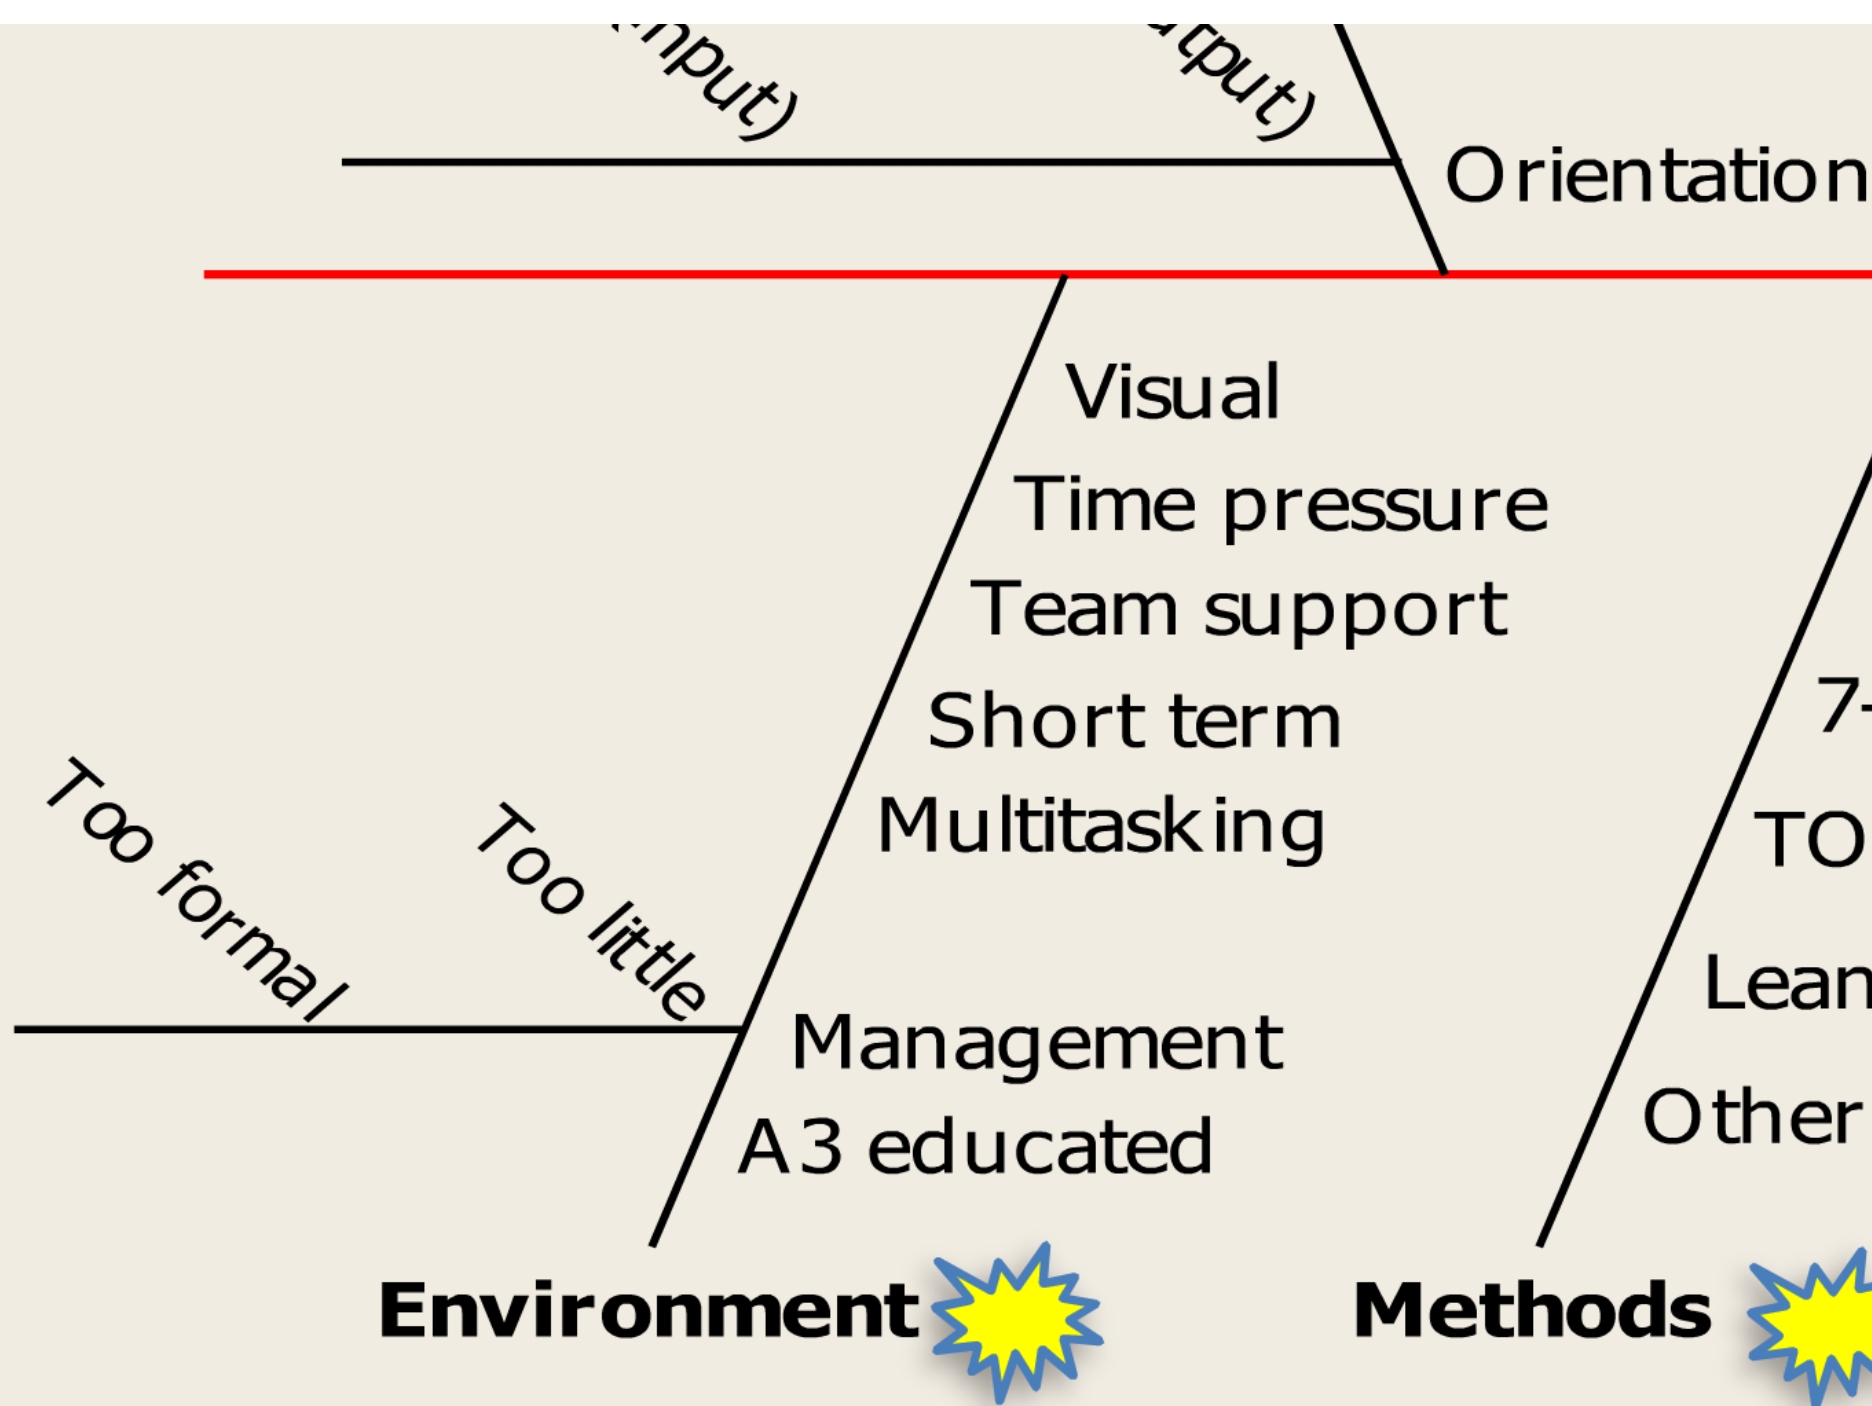 Orientation
Visual
Time pressure
Team support
Short term
Multitasking
Too formal
Too little
Management
A3 educated
Lean
Other
Environment
Methods